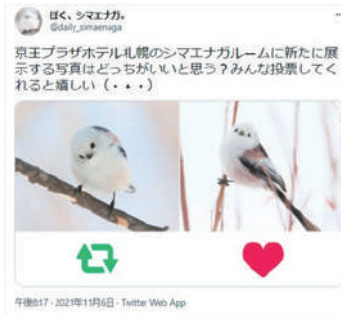 ぼく、シマエナガ。
@daily_simaenaga
京王プラザホテル札幌のシマエナガルームに新たに展
示する写真はどっちがいいと思う？みんな投票してく
れると嬉しい（・・・）
午後8:17・2021年11月6日・Twitter Web App